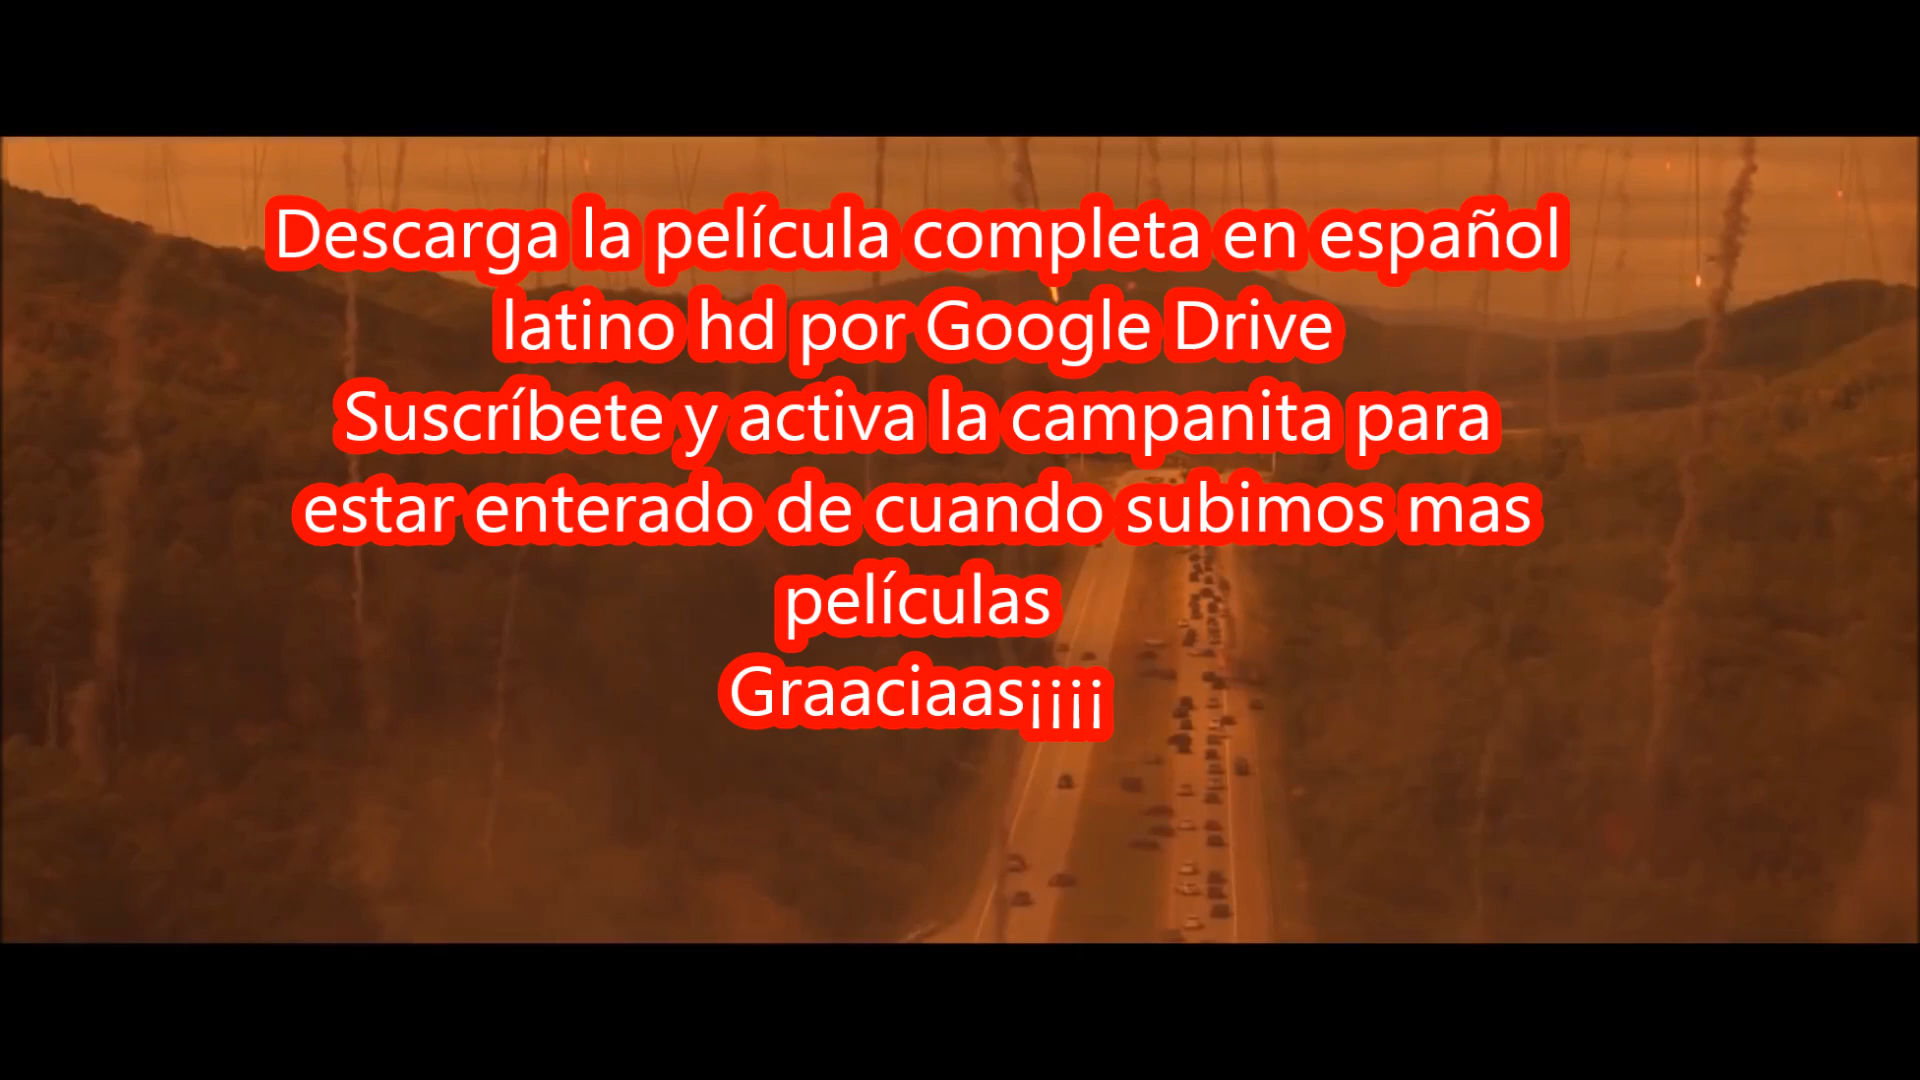 Descarga la película completa en español
latino hd por Google Drive
Suscríbete y activa la campanita para
estar enterado de cuando subimos mas
películas
Graaciaas¡¡¡¡